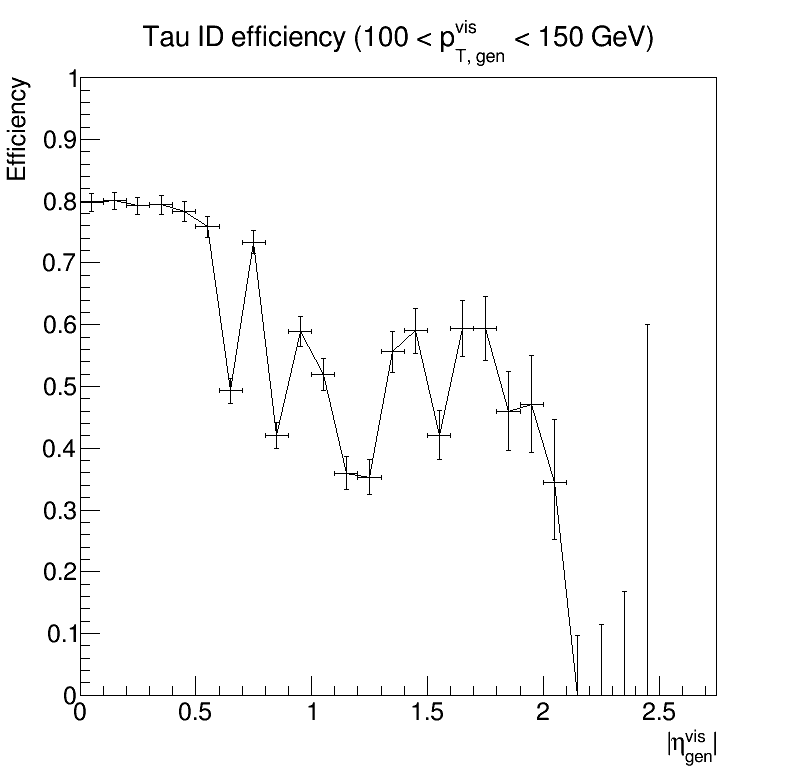 Tau ID efficiency (100 < p^vis_T, gen < 150 GeV)
Efficiency
1
0.9
0.8
0.7
0.6
0.5
0.4
0.3
0.2
0.1
0
0 0.5 1 1.5 2 2.5
|η^vis_gen|